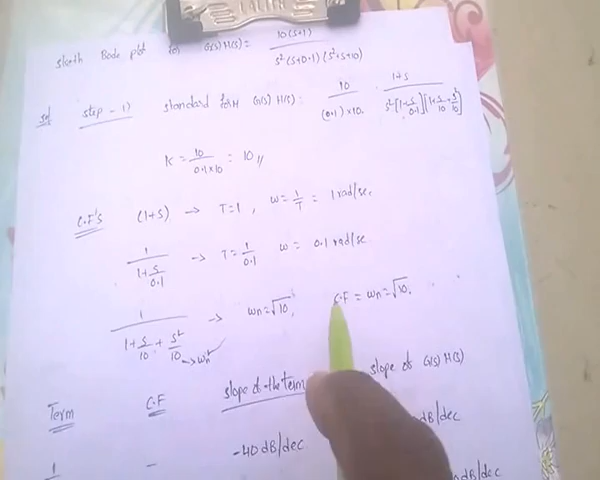 sketch Bode plot for G(s)H(s) = 10(s+1) / s²(s+0.1)(s²+s+10)
sol step-1) standard form G(s)H(s): 10 / (0.1)×10 · 1+s / s²[1+s/0.1][1+s/10+s²/10]
K = 10 / 0.1×10 = 10 //
C.F's (1+s) → T=1, ω=1/T = 1 rad/sec
1 / 1+s/0.1 → T=1/0.1 ω = 0.1 rad/sec
1 / 1+s/10+s²/10 → ωn=√10, C.F = ωn=√10.
→ωn²
Term C.F slope of the term slope of G(s)H(s)
1 – -40 dB/dec dB/dec
dB/dec